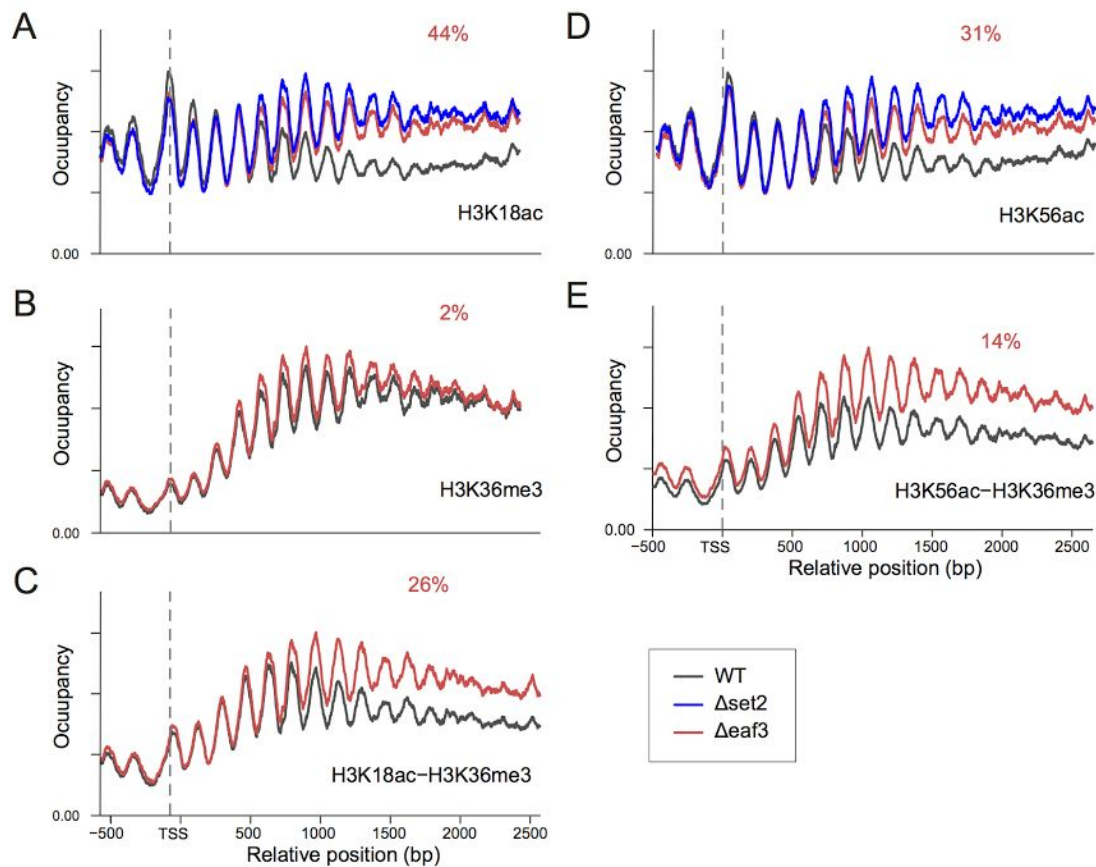 A
44%
Ocuupancy
0.00
H3K18ac
D
31%
Ocuupancy
0.00
H3K56ac
B
2%
Ocuupancy
0.00
H3K36me3
E
14%
Ocuupancy
0.00
H3K56ac−H3K36me3
−500 TSS 500 1000 1500 2000 2500
Relative position (bp)
C
26%
Ocuupancy
0.00
H3K18ac−H3K36me3
−500 TSS 500 1000 1500 2000 2500
Relative position (bp)
WT
Δset2
Δeaf3